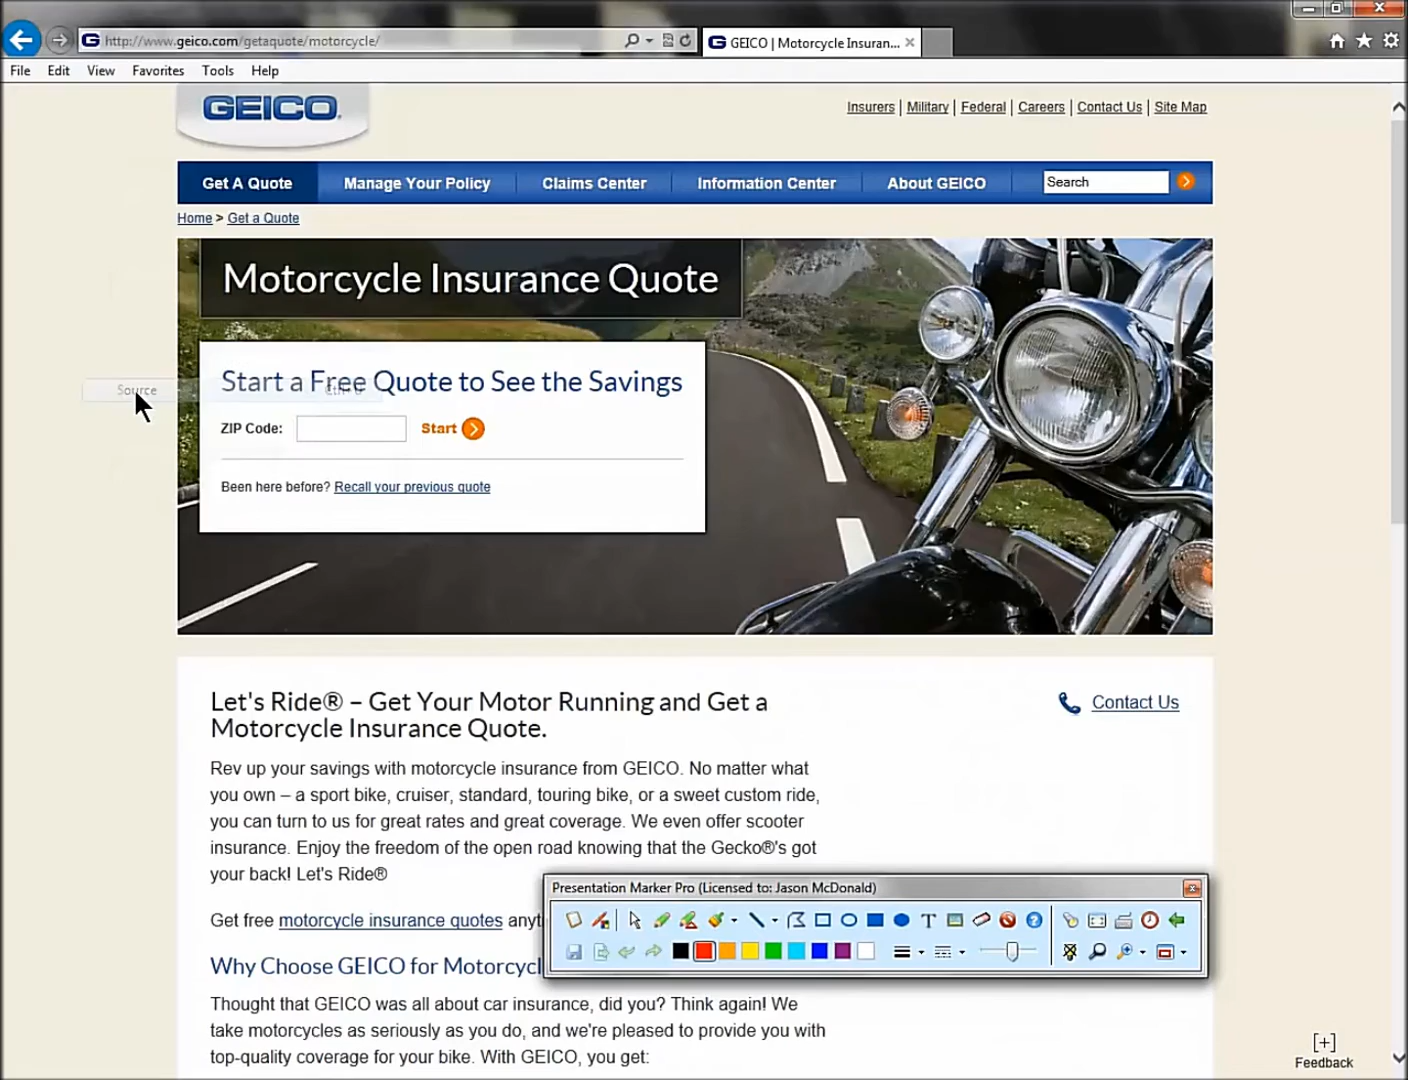 http://www.geico.com/getaquote/motorcycle/
GEICO | Motorcycle Insuran...
File Edit View Favorites Tools Help
GEICO
Insurers | Military | Federal | Careers | Contact Us | Site Map
Get A Quote Manage Your Policy Claims Center Information Center About GEICO Search
Home > Get a Quote
Motorcycle Insurance Quote
Source
Start a Free Quote to See the Savings
ZIP Code: Start
Been here before? Recall your previous quote
Let's Ride® – Get Your Motor Running and Get a
Motorcycle Insurance Quote.
Contact Us
Rev up your savings with motorcycle insurance from GEICO. No matter what
you own – a sport bike, cruiser, standard, touring bike, or a sweet custom ride,
you can turn to us for great rates and great coverage. We even offer scooter
insurance. Enjoy the freedom of the open road knowing that the Gecko®'s got
your back! Let's Ride®
Get free motorcycle insurance quotes anyti
Why Choose GEICO for Motorcycl
Thought that GEICO was all about car insurance, did you? Think again! We
take motorcycles as seriously as you do, and we're pleased to provide you with
top-quality coverage for your bike. With GEICO, you get:
Presentation Marker Pro (Licensed to: Jason McDonald)
[+]
Feedback